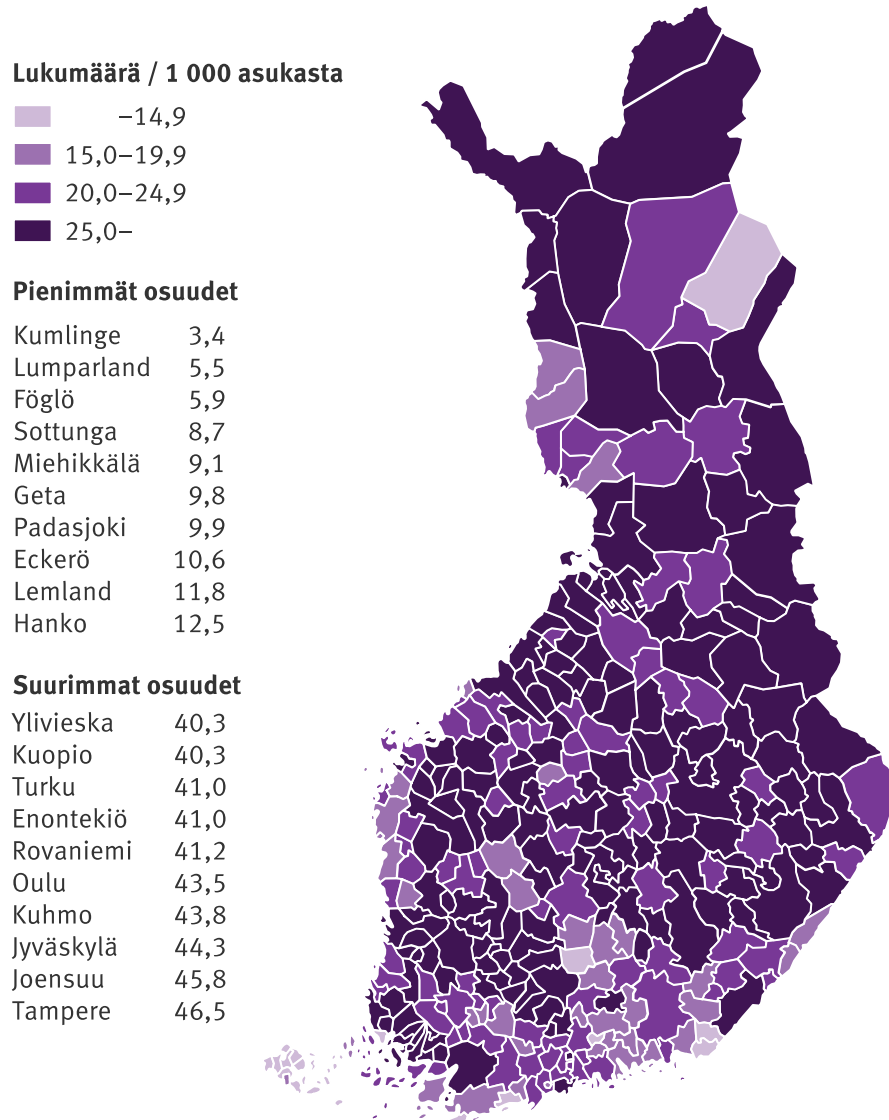 Lukumäärä / 1 000 asukasta
–14,9
15,0–19,9
20,0–24,9
25,0–
Pienimmät osuudet
Kumlinge 3,4
Lumparland 5,5
Föglö 5,9
Sottunga 8,7
Miehikkälä 9,1
Geta 9,8
Padasjoki 9,9
Eckerö 10,6
Lemland 11,8
Hanko 12,5
Suurimmat osuudet
Ylivieska 40,3
Kuopio 40,3
Turku 41,0
Enontekiö 41,0
Rovaniemi 41,2
Oulu 43,5
Kuhmo 43,8
Jyväskylä 44,3
Joensuu 45,8
Tampere 46,5